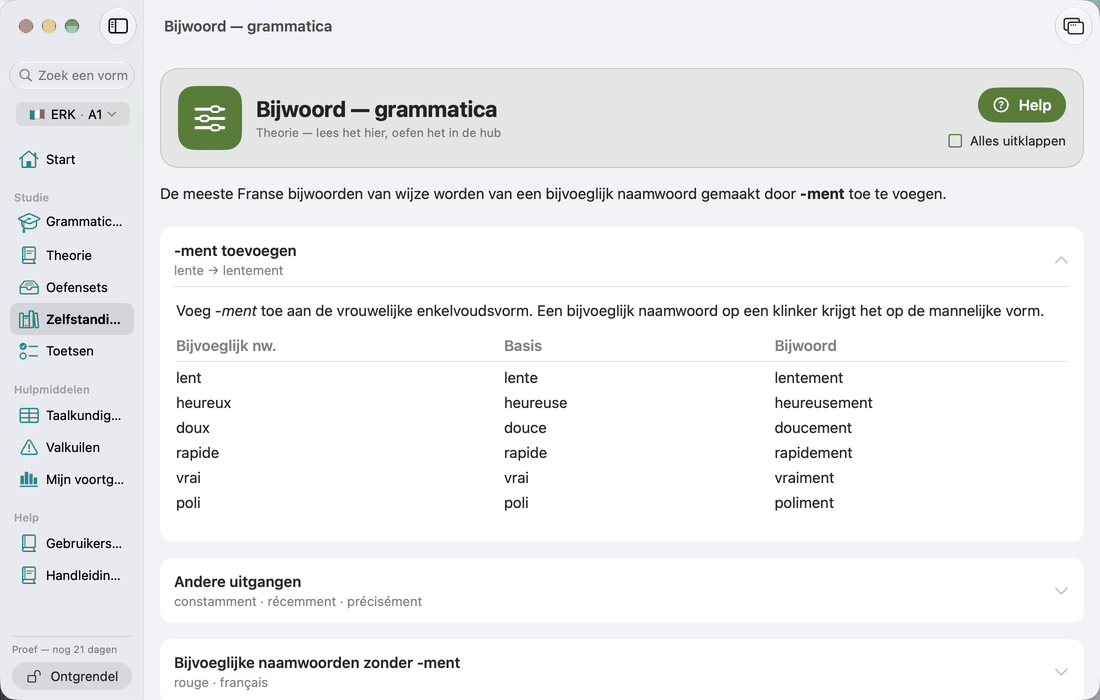 Bijwoord — grammatica
Zoek een vorm
ERK · A1
Start
Studie
Grammatic...
Theorie
Oefensets
Zelfstandi...
Toetsen
Hulpmiddelen
Taalkundig...
Valkuilen
Mijn voortg...
Help
Gebruikers...
Handleidin...
Proef — nog 21 dagen
Ontgrendel
Bijwoord — grammatica
Theorie — lees het hier, oefen het in de hub
Help
Alles uitklappen
De meeste Franse bijwoorden van wijze worden van een bijvoeglijk naamwoord gemaakt door -ment toe te voegen.
-ment toevoegen
lente → lentement
Voeg -ment toe aan de vrouwelijke enkelvoudsvorm. Een bijvoeglijk naamwoord op een klinker krijgt het op de mannelijke vorm.
Bijvoeglijk nw. Basis Bijwoord
lent lente lentement
heureux heureuse heureusement
doux douce doucement
rapide rapide rapidement
vrai vrai vraiment
poli poli poliment
Andere uitgangen
constamment · récemment · précisément
Bijvoeglijke naamwoorden zonder -ment
rouge · français